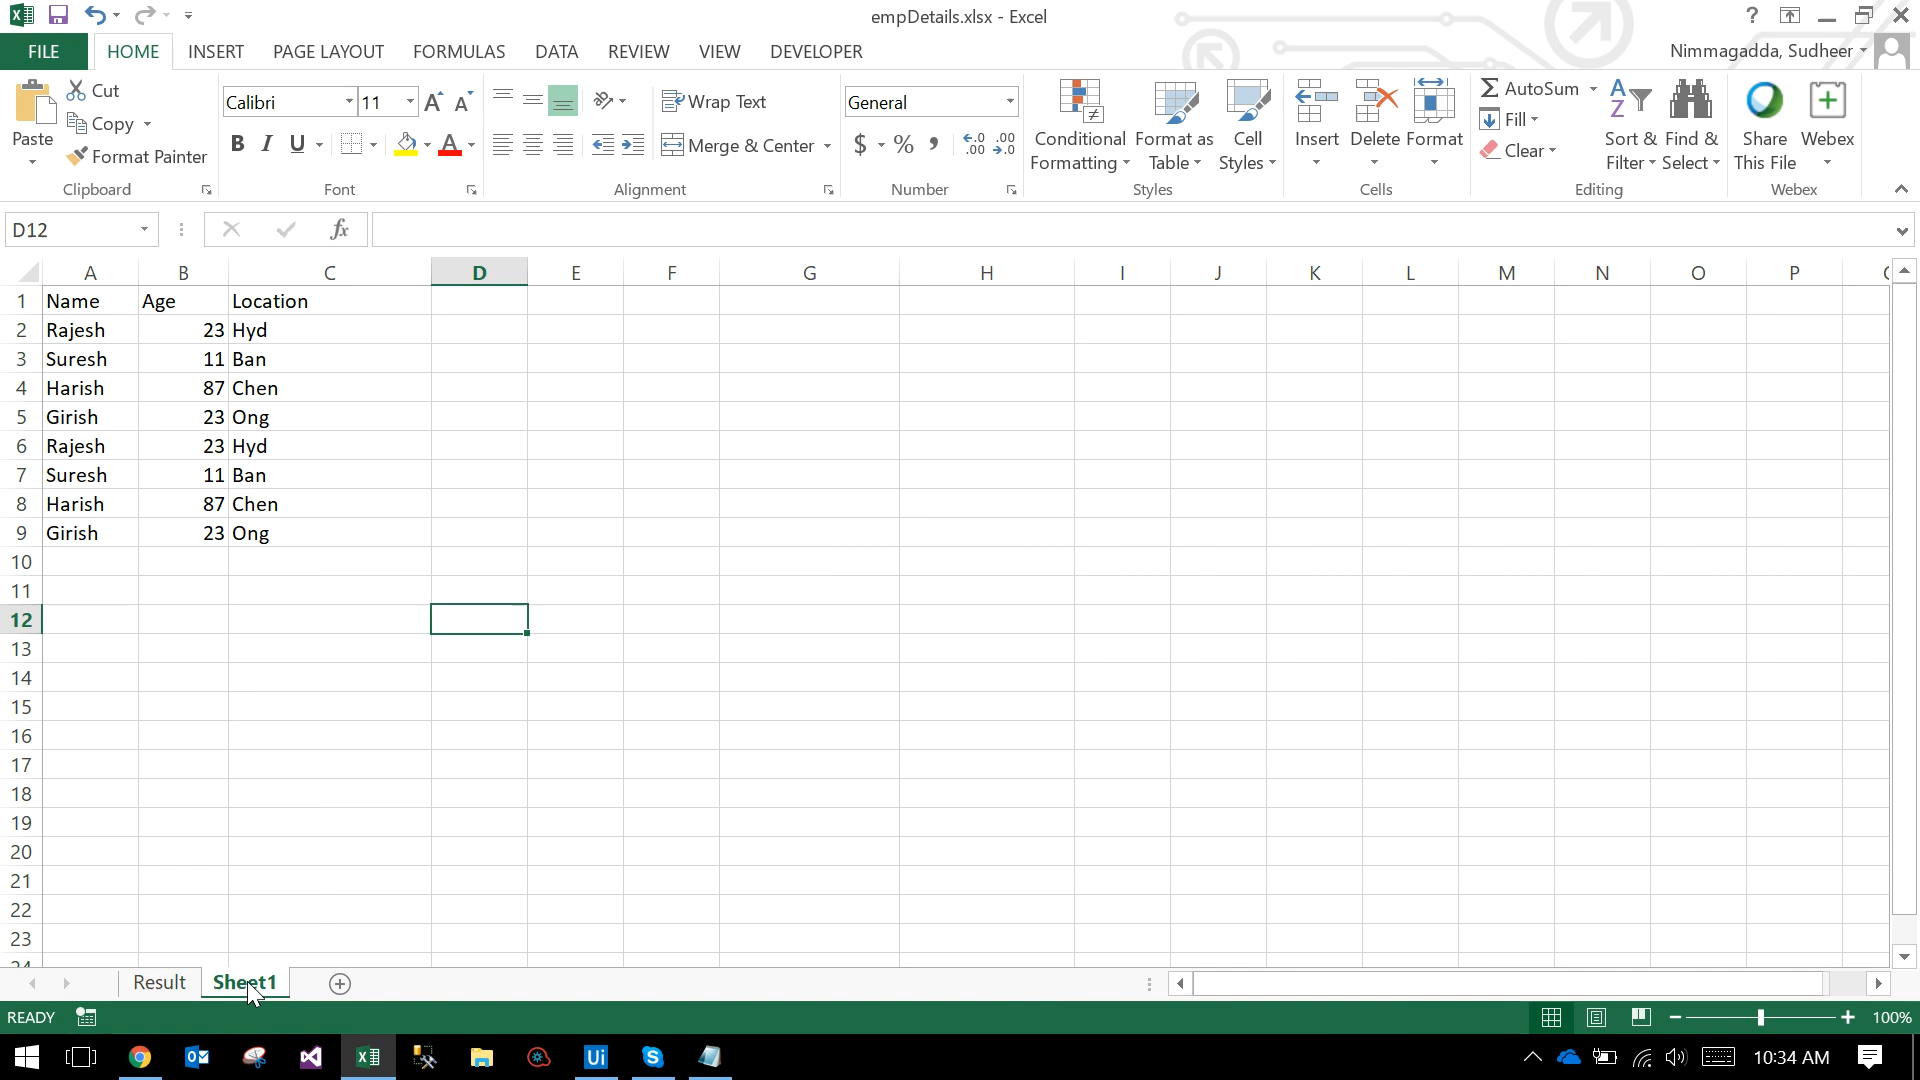 empDetails.xlsx - Excel
?
FILE HOME INSERT PAGE LAYOUT FORMULAS DATA REVIEW VIEW DEVELOPER
Nimmagadda, Sudheer
Paste
Cut
Copy
Format Painter
Clipboard
Calibri 11
A A
B I U A
Font
Wrap Text
Merge & Center
Alignment
General
$ % , .0 .00 .00 .0
Number
Conditional Formatting
Format as Table
Cell Styles
Styles
Insert Delete Format
Cells
AutoSum
Fill
Clear
A Z
Sort & Filter
Find & Select
Editing
Share This File
Webex
Webex
D12 fx
A B C D E F G H I J K L M N O P
1 Name Age Location
2 Rajesh 23 Hyd
3 Suresh 11 Ban
4 Harish 87 Chen
5 Girish 23 Ong
6 Rajesh 23 Hyd
7 Suresh 11 Ban
8 Harish 87 Chen
9 Girish 23 Ong
10
11
12
13
14
15
16
17
18
19
20
21
22
23
24
Result Sheet1
READY 100%
Ui S 10:34 AM